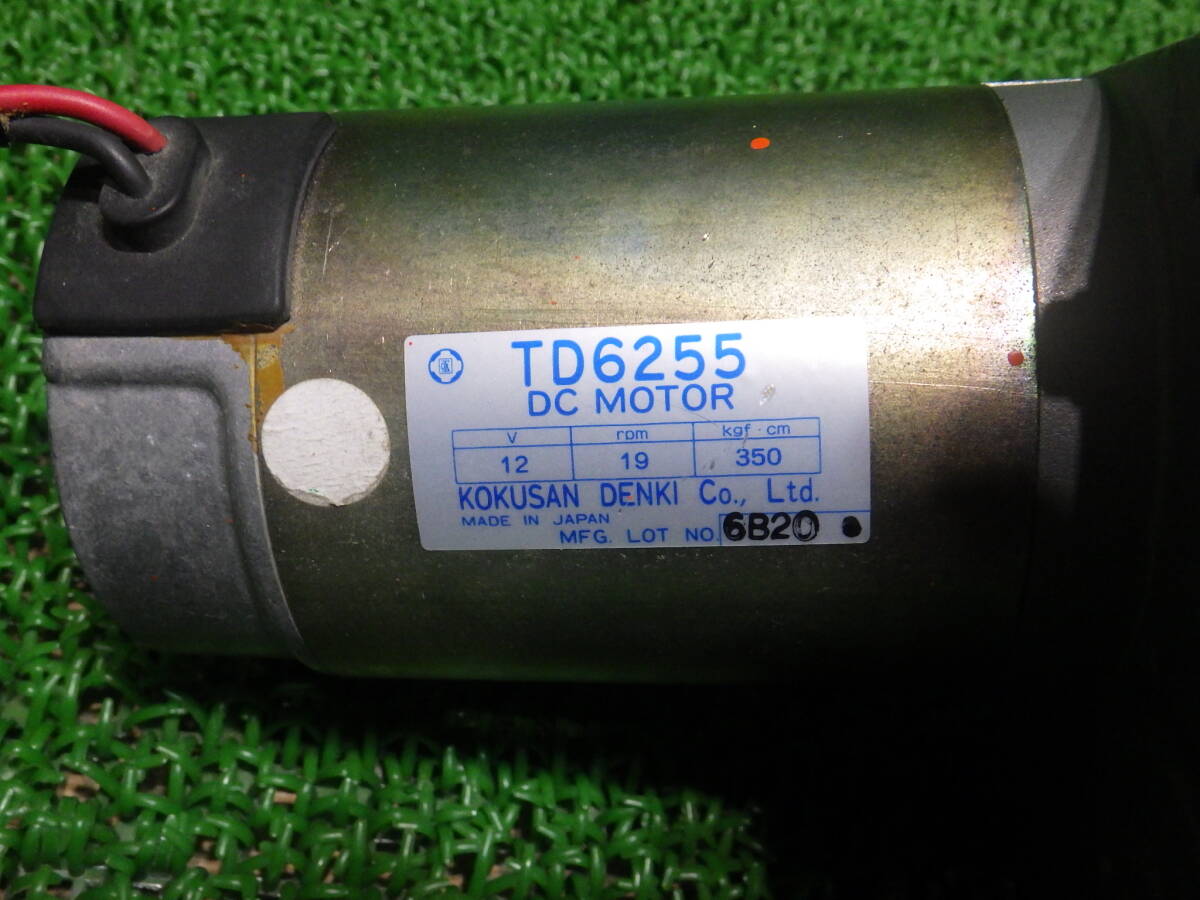 TD6255
DC MOTOR
V rpm kgf·cm
12 19 350
KOKUSAN DENKI Co., Ltd.
MADE IN JAPAN
MFG. LOT NO. 6B20